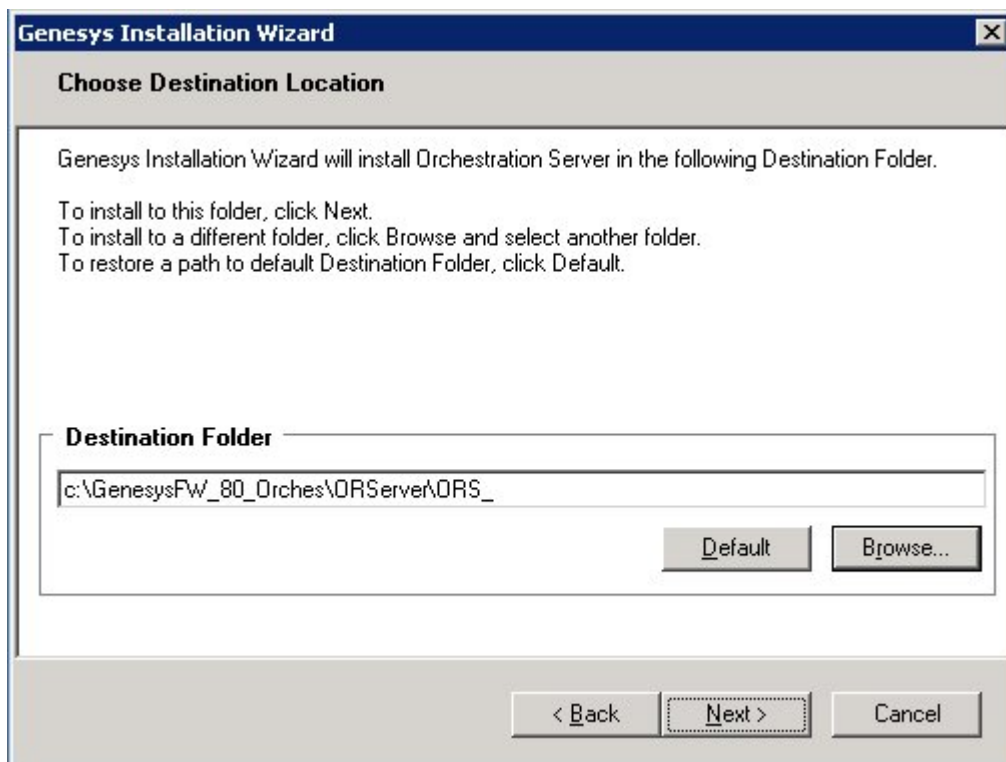 Genesys Installation Wizard
Choose Destination Location
Genesys Installation Wizard will install Orchestration Server in the following Destination Folder.
To install to this folder, click Next.
To install to a different folder, click Browse and select another folder.
To restore a path to default Destination Folder, click Default.
Destination Folder
c:\GenesysFW_80_Orches\ORServer\ORS_
Default
Browse...
< Back
Next >
Cancel